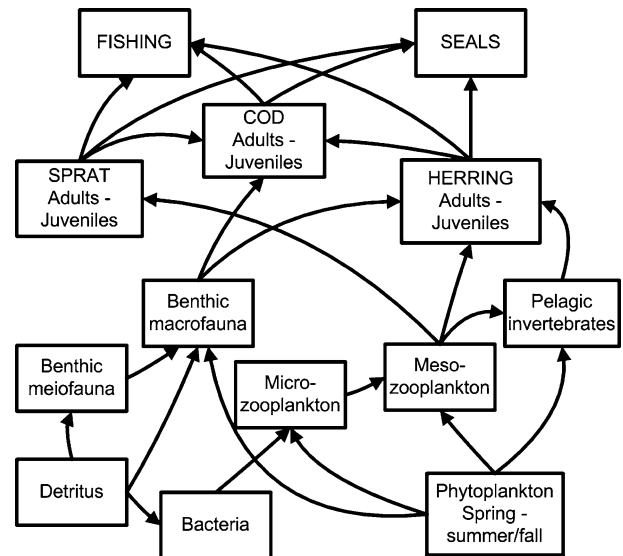 FISHING
SEALS
COD
Adults -
Juveniles
SPRAT
Adults -
Juveniles
HERRING
Adults -
Juveniles
Benthic
macrofauna
Pelagic
invertebrates
Benthic
meiofauna
Micro-
zooplankton
Meso-
zooplankton
Detritus
Bacteria
Phytoplankton
Spring -
summer/fall